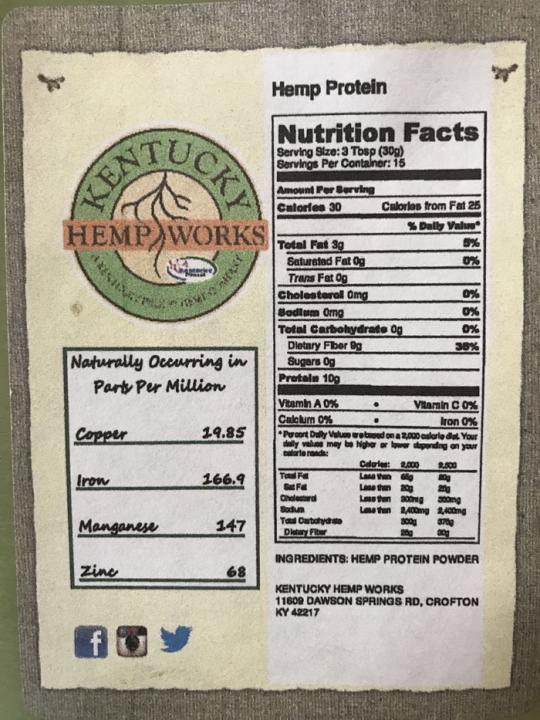 KENTUCKY
HEMP WORKS
Kentucky
Proud
Naturally Occurring in
Parts Per Million
Copper 19.85
Iron 166.9
Manganese 147
Zinc 68
Hemp Protein
Nutrition Facts
Serving Size: 3 Tbsp (30g)
Servings Per Container: 15
Amount Per Serving
Calories 30 Calories from Fat 25
% Daily Value*
Total Fat 3g 5%
Saturated Fat 0g 0%
Trans Fat 0g
Cholesterol 0mg 0%
Sodium 0mg 0%
Total Carbohydrate 0g 0%
Dietary Fiber 9g 36%
Sugars 0g
Protein 10g
Vitamin A 0% • Vitamin C 0%
Calcium 0% • Iron 0%
* Percent Daily Values are based on a 2,000 calorie diet. Your
daily values may be higher or lower depending on your
calorie needs:
Calories: 2,000 2,500
Total Fat Less than 65g 80g
Sat Fat Less than 20g 25g
Cholesterol Less than 300mg 300mg
Sodium Less than 2,400mg 2,400mg
Total Carbohydrate 300g 375g
Dietary Fiber 25g 30g
INGREDIENTS: HEMP PROTEIN POWDER
KENTUCKY HEMP WORKS
11609 DAWSON SPRINGS RD, CROFTON
KY 42217